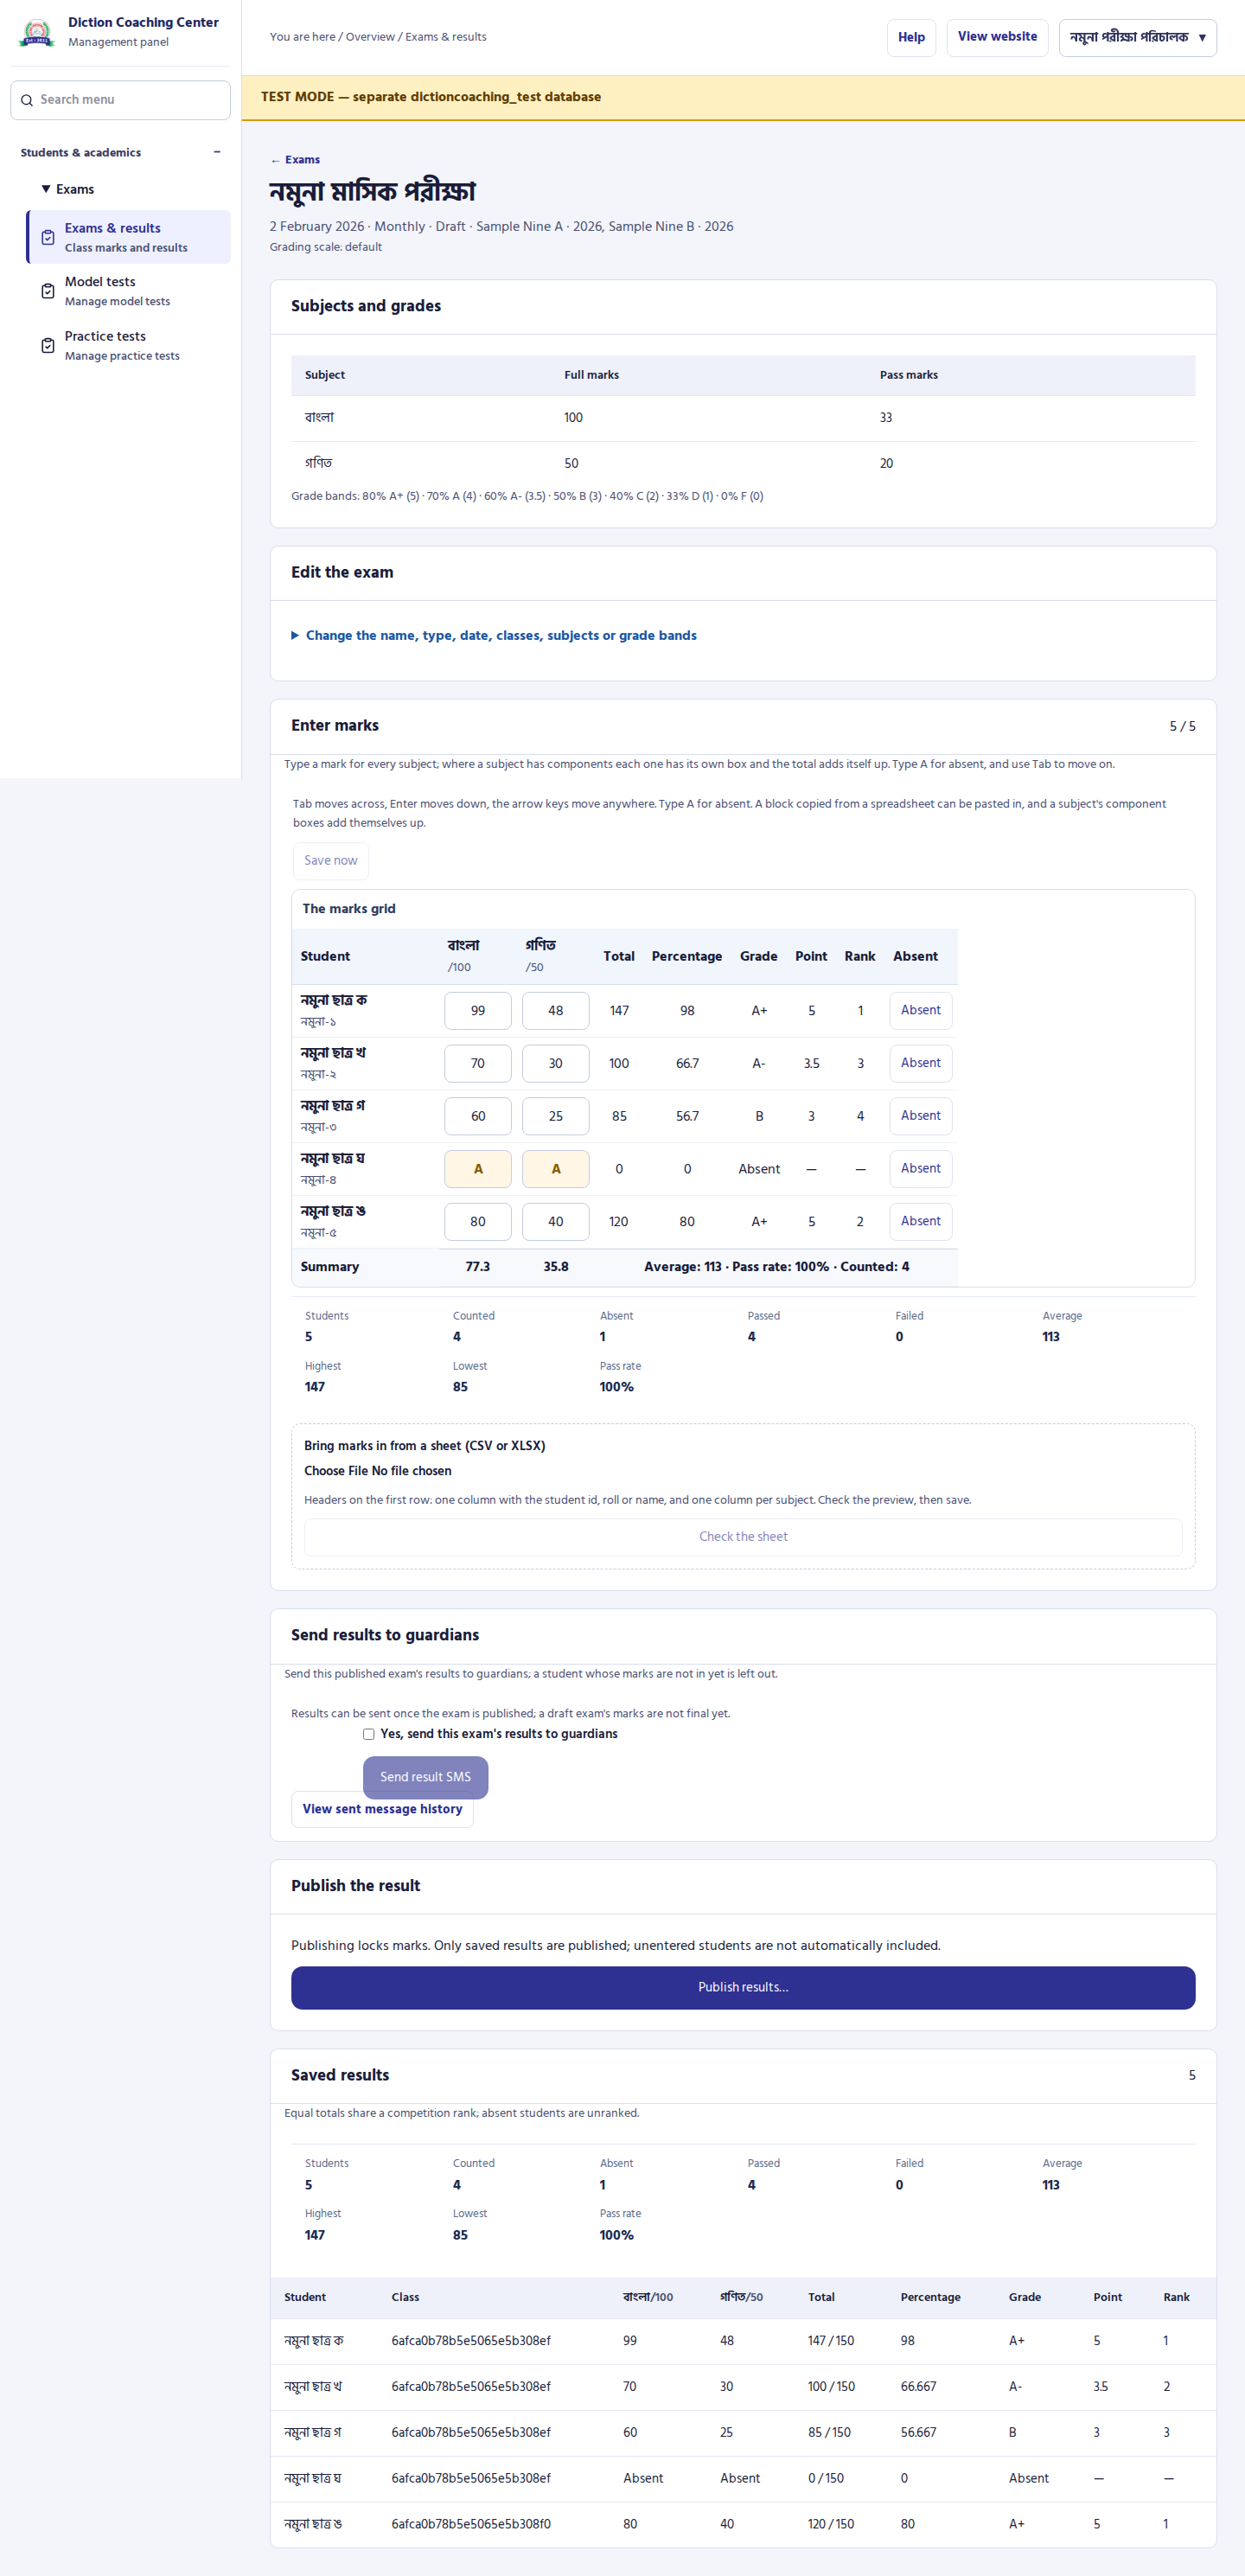 Diction Coaching Center
Management panel
Search menu
Students & academics −
▼ Exams
Exams & results
Class marks and results
Model tests
Manage model tests
Practice tests
Manage practice tests
You are here / Overview / Exams & results
Help
View website
নমুনা পরীক্ষা পরিচালক ▼
TEST MODE — separate dictioncoaching_test database
← Exams
নমুনা মাসিক পরীক্ষা
2 February 2026 · Monthly · Draft · Sample Nine A · 2026, Sample Nine B · 2026
Grading scale: default
Subjects and grades
Subject Full marks Pass marks
বাংলা 100 33
গণিত 50 20
Grade bands: 80% A+ (5) · 70% A (4) · 60% A- (3.5) · 50% B (3) · 40% C (2) · 33% D (1) · 0% F (0)
Edit the exam
▶ Change the name, type, date, classes, subjects or grade bands
Enter marks 5 / 5
Type a mark for every subject; where a subject has components each one has its own box and the total adds itself up. Type A for absent, and use Tab to move on.
Tab moves across, Enter moves down, the arrow keys move anywhere. Type A for absent. A block copied from a spreadsheet can be pasted in, and a subject's component
boxes add themselves up.
Save now
The marks grid
Student বাংলা /100 গণিত /50 Total Percentage Grade Point Rank Absent
নমুনা ছাত্র ক
নমুনা-১ 99 48 147 98 A+ 5 1 Absent
নমুনা ছাত্র খ
নমুনা-২ 70 30 100 66.7 A- 3.5 3 Absent
নমুনা ছাত্র গ
নমুনা-৩ 60 25 85 56.7 B 3 4 Absent
নমুনা ছাত্র ঘ
নমুনা-৪ A A 0 0 Absent — — Absent
নমুনা ছাত্র ঙ
নমুনা-৫ 80 40 120 80 A+ 5 2 Absent
Summary 77.3 35.8 Average: 113 · Pass rate: 100% · Counted: 4
Students Counted Absent Passed Failed Average
5 4 1 4 0 113
Highest Lowest Pass rate
147 85 100%
Bring marks in from a sheet (CSV or XLSX)
Choose File No file chosen
Headers on the first row: one column with the student id, roll or name, and one column per subject. Check the preview, then save.
Check the sheet
Send results to guardians
Send this published exam's results to guardians; a student whose marks are not in yet is left out.
Results can be sent once the exam is published; a draft exam's marks are not final yet.
Yes, send this exam's results to guardians
Send result SMS
View sent message history
Publish the result
Publishing locks marks. Only saved results are published; unentered students are not automatically included.
Publish results…
Saved results 5
Equal totals share a competition rank; absent students are unranked.
Students Counted Absent Passed Failed Average
5 4 1 4 0 113
Highest Lowest Pass rate
147 85 100%
Student Class বাংলা/100 গণিত/50 Total Percentage Grade Point Rank
নমুনা ছাত্র ক 6afca0b78b5e5065e5b308ef 99 48 147 / 150 98 A+ 5 1
নমুনা ছাত্র খ 6afca0b78b5e5065e5b308ef 70 30 100 / 150 66.667 A- 3.5 2
নমুনা ছাত্র গ 6afca0b78b5e5065e5b308ef 60 25 85 / 150 56.667 B 3 3
নমুনা ছাত্র ঘ 6afca0b78b5e5065e5b308ef Absent Absent 0 / 150 0 Absent — —
নমুনা ছাত্র ঙ 6afca0b78b5e5065e5b308f0 80 40 120 / 150 80 A+ 5 1